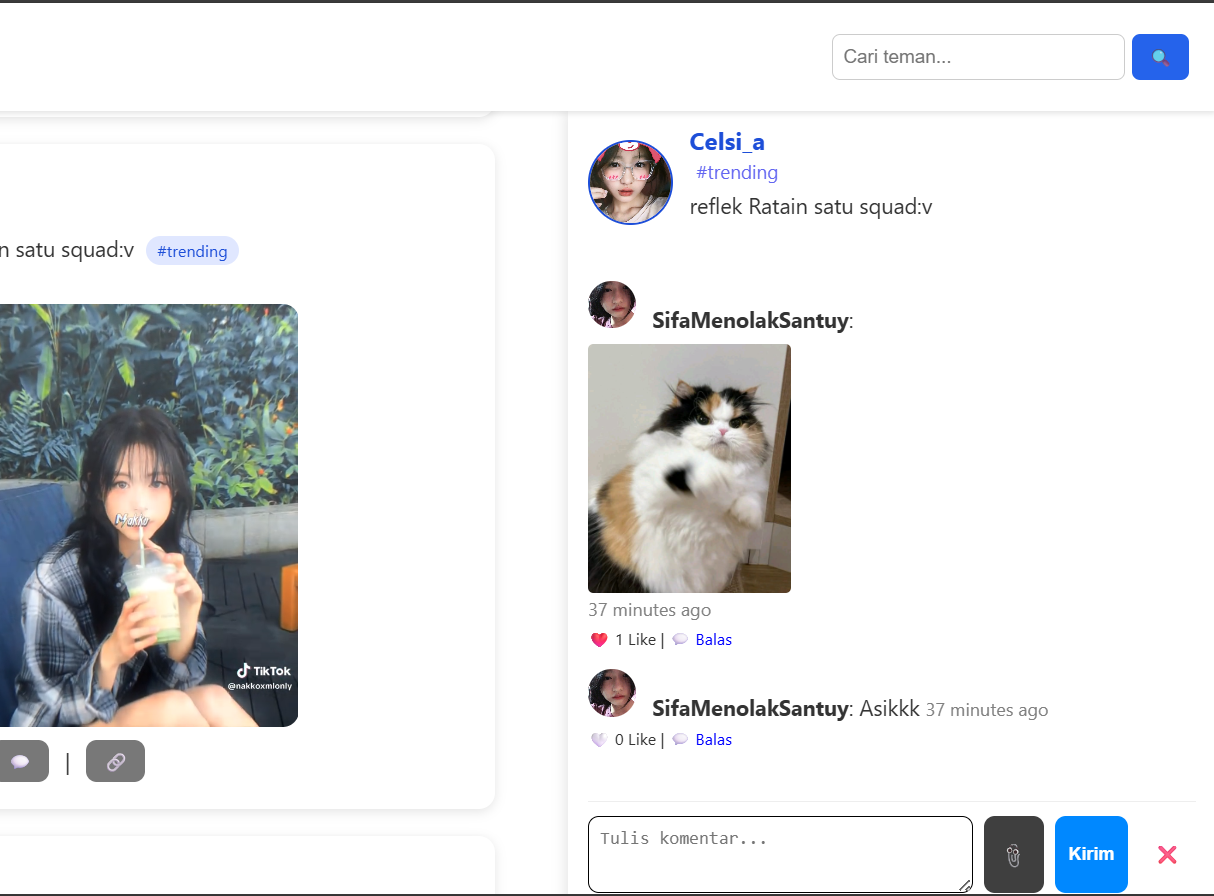 Cari teman...
n satu squad:v #trending
Nakko
TikTok
@nakkoxmlonly
|
Celsi_a
#trending
reflek Ratain satu squad:v
SifaMenolakSantuy:
37 minutes ago
1 Like | Balas
SifaMenolakSantuy: Asikkk 37 minutes ago
0 Like | Balas
Tulis komentar...
Kirim